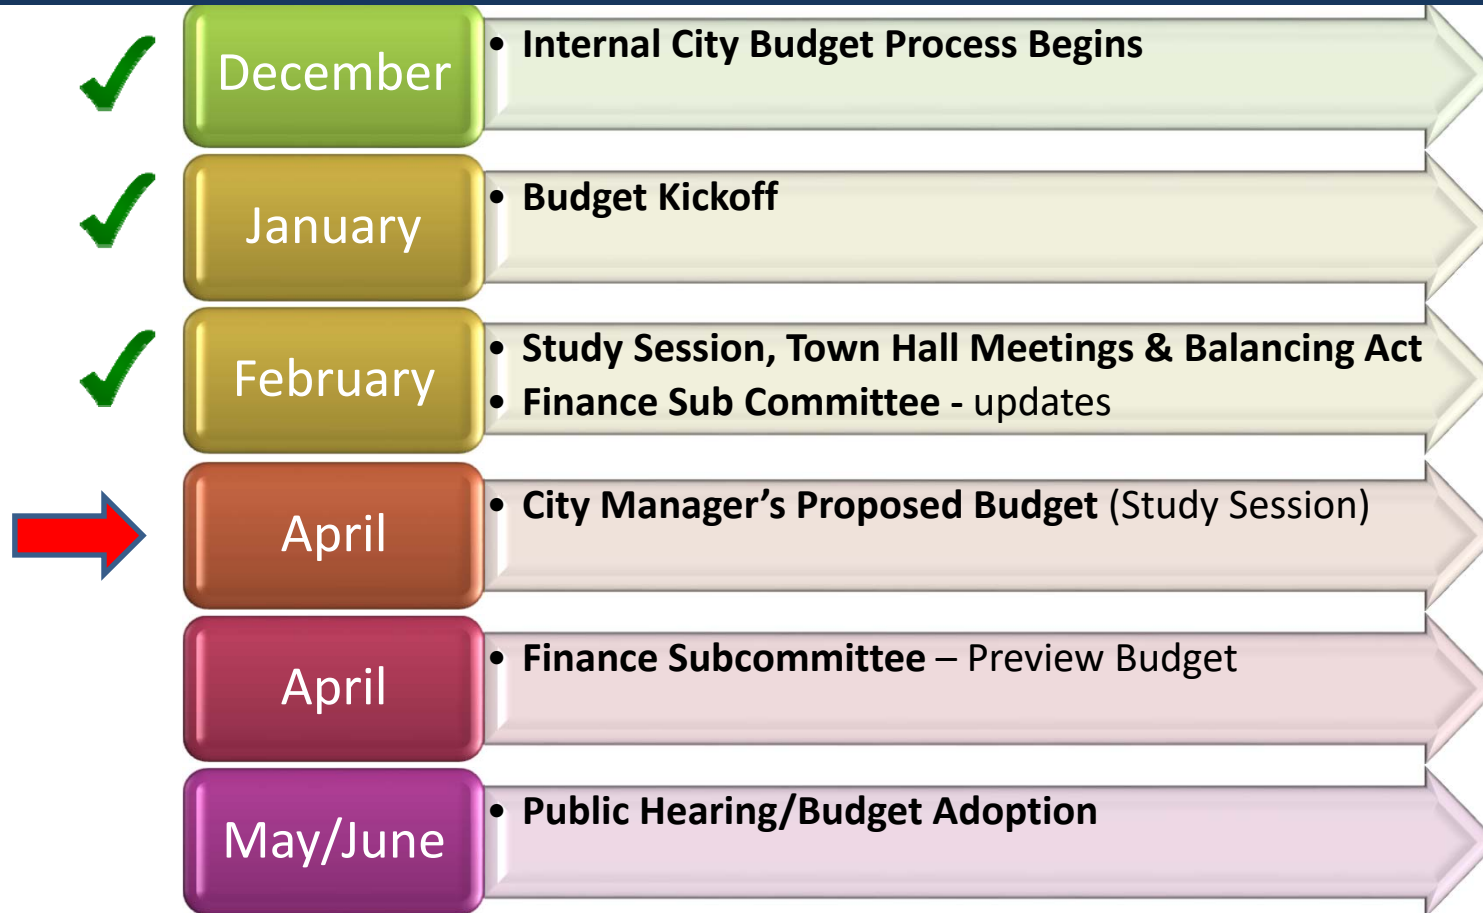 December
• Internal City Budget Process Begins
January
• Budget Kickoff
February
• Study Session, Town Hall Meetings & Balancing Act
• Finance Sub Committee - updates
April
• City Manager’s Proposed Budget (Study Session)
April
• Finance Subcommittee – Preview Budget
May/June
• Public Hearing/Budget Adoption